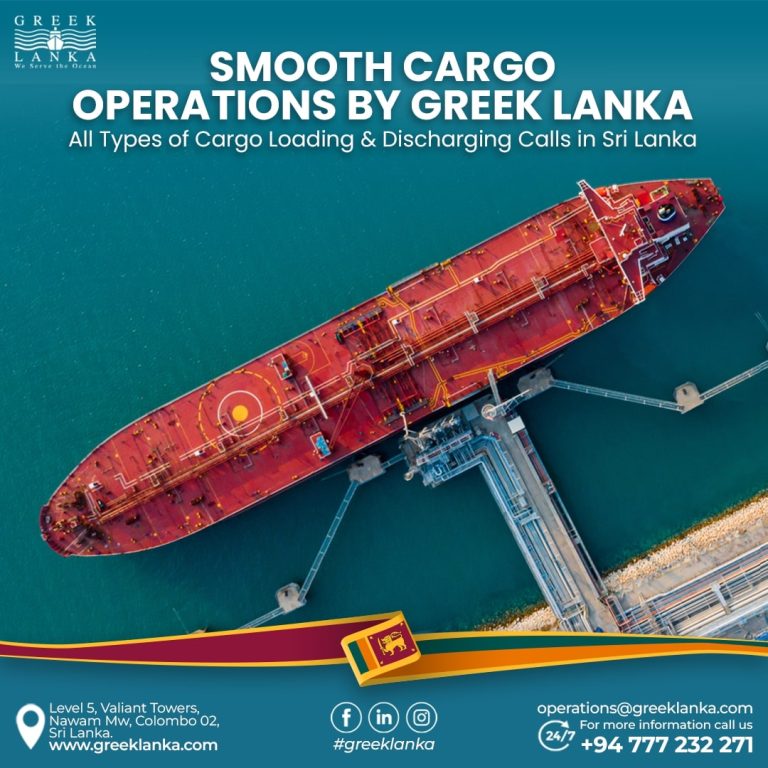 GREEK
LANKA
We Serve the Ocean
SMOOTH CARGO
OPERATIONS BY GREEK LANKA
All Types of Cargo Loading & Discharging Calls in Sri Lanka
Level 5, Valiant Towers,
Nawam Mw, Colombo 02,
Sri Lanka.
www.greeklanka.com
#greeklanka
operations@greeklanka.com
For more information call us
24/7
+94 777 232 271